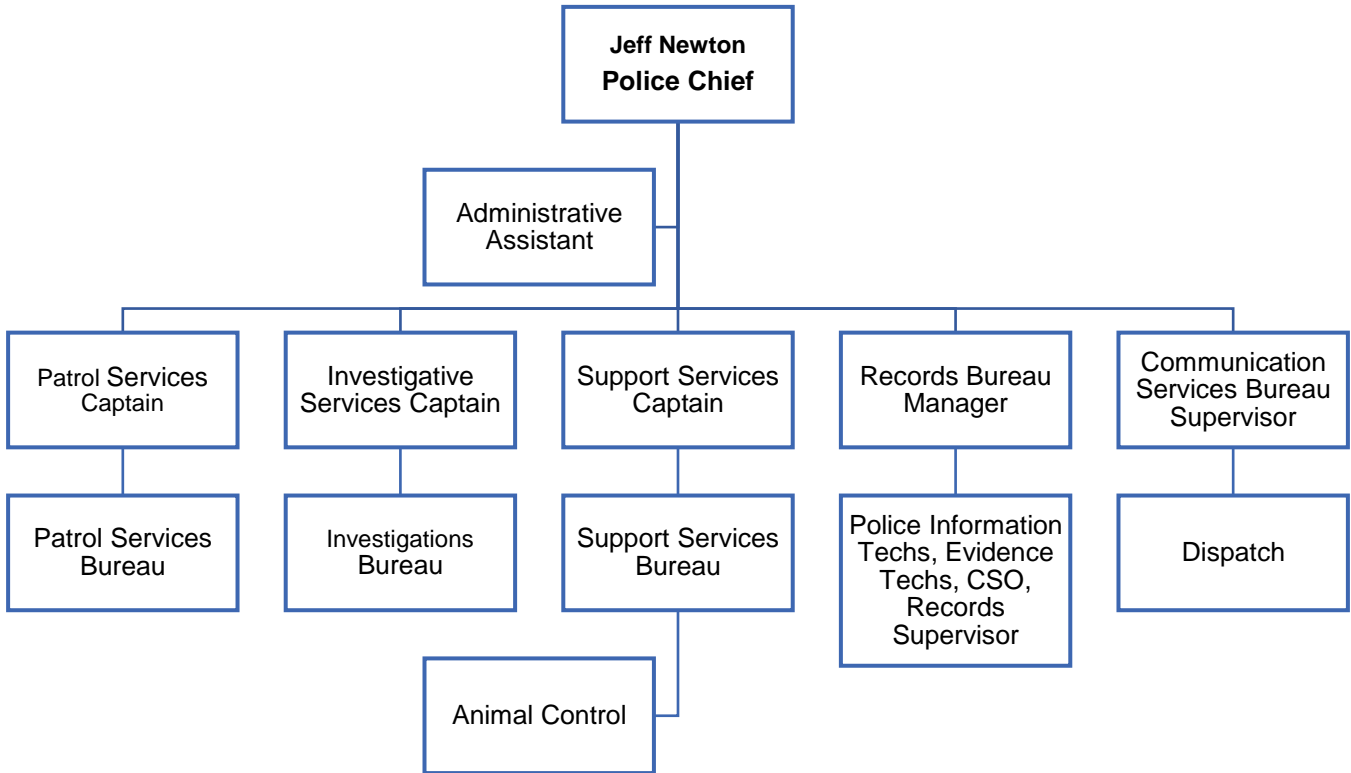 Jeff Newton
Police Chief
Administrative
Assistant
Patrol Services
Captain
Investigative
Services Captain
Support Services
Captain
Records Bureau
Manager
Communication
Services Bureau
Supervisor
Patrol Services
Bureau
Investigations
Bureau
Support Services
Bureau
Police Information
Techs, Evidence
Techs, CSO,
Records
Supervisor
Dispatch
Animal Control